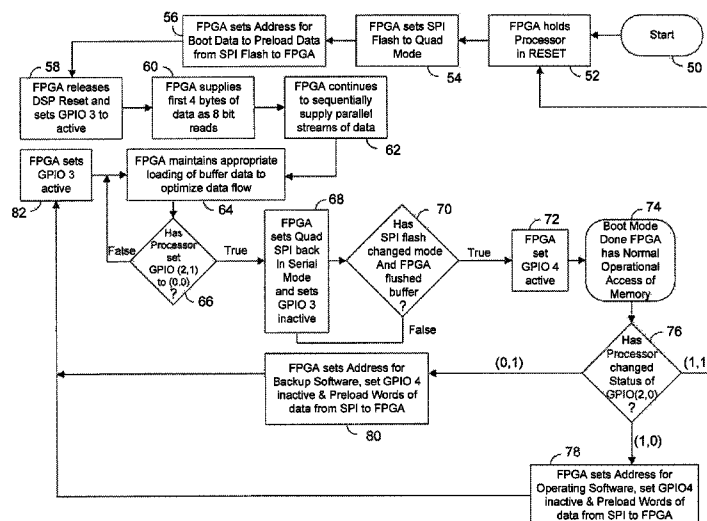 Start
50
FPGA holds
Processor
in RESET
52
FPGA sets SPI
Flash to Quad
Mode
54
56
FPGA sets Address for
Boot Data to Preload Data
from SPI Flash to FPGA
58
FPGA releases
DSP Reset and
sets GPIO 3 to
active
60
FPGA supplies
first 4 bytes of
data as 8 bit
reads
FPGA continues
to sequentially
supply parallel
streams of data
62
FPGA sets
GPIO 3
active
82
FPGA maintains appropriate
loading of buffer data to
optimize data flow
64
Has
Processor
set
GPIO (2,1)
to (0,0)
?
66
False
True
68
FPGA
sets Quad
SPI back
In Serial
Mode
and sets
GPIO 3
inactive
70
Has
SPI flash
changed mode
And FPGA
flushed
buffer
?
False
True
72
FPGA
set
GPIO 4
active
74
Boot Mode
Done FPGA
has Normal
Operational
Access of
Memory
76
Has
Processor
changed
Status of
GPIO(2,0)
?
(0,1)
(1,1
(1,0)
FPGA sets Address for
Backup Software, set GPIO 4
inactive & Preload Words of
data from SPI to FPGA
80
78
FPGA sets Address for
Operating Software, set GPIO4
inactive & Preload Words of
data from SPI to FPGA